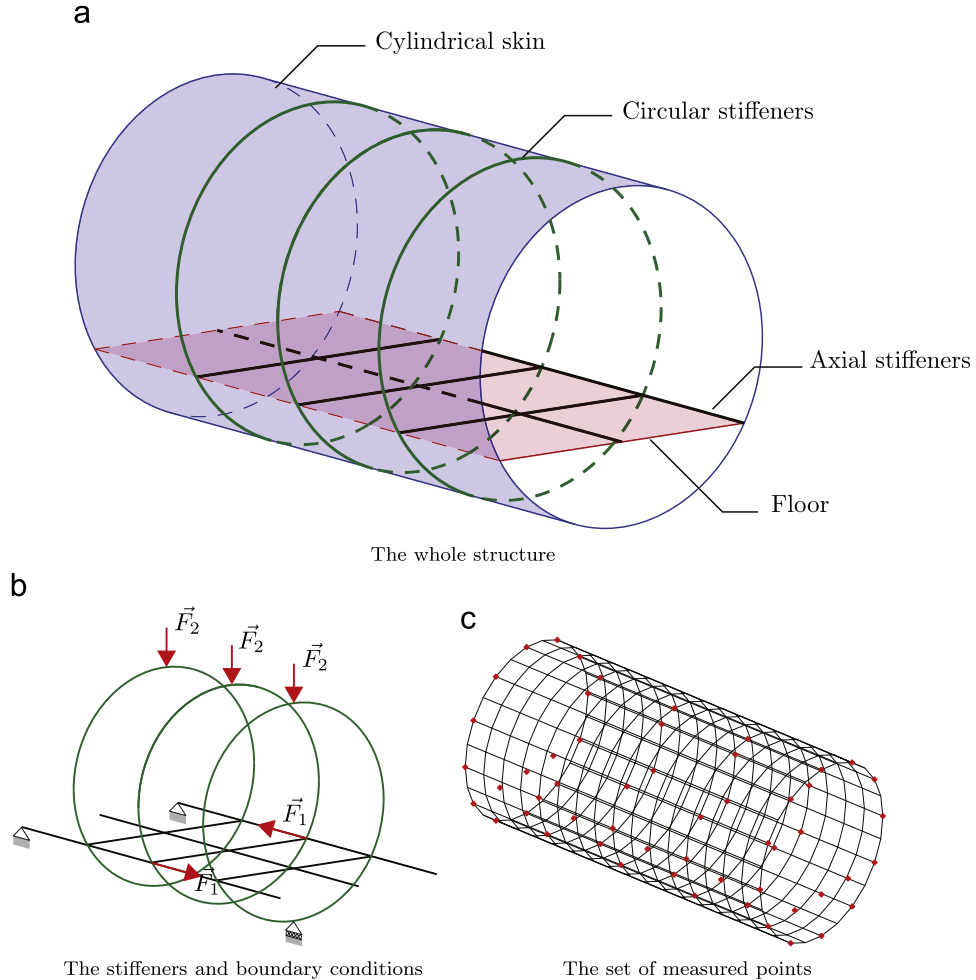 a
Cylindrical skin
Circular stiffeners
Axial stiffeners
Floor
The whole structure
b
F⃗₂
F⃗₂
F⃗₂
F⃗₁
F⃗₁
The stiffeners and boundary conditions
c
The set of measured points